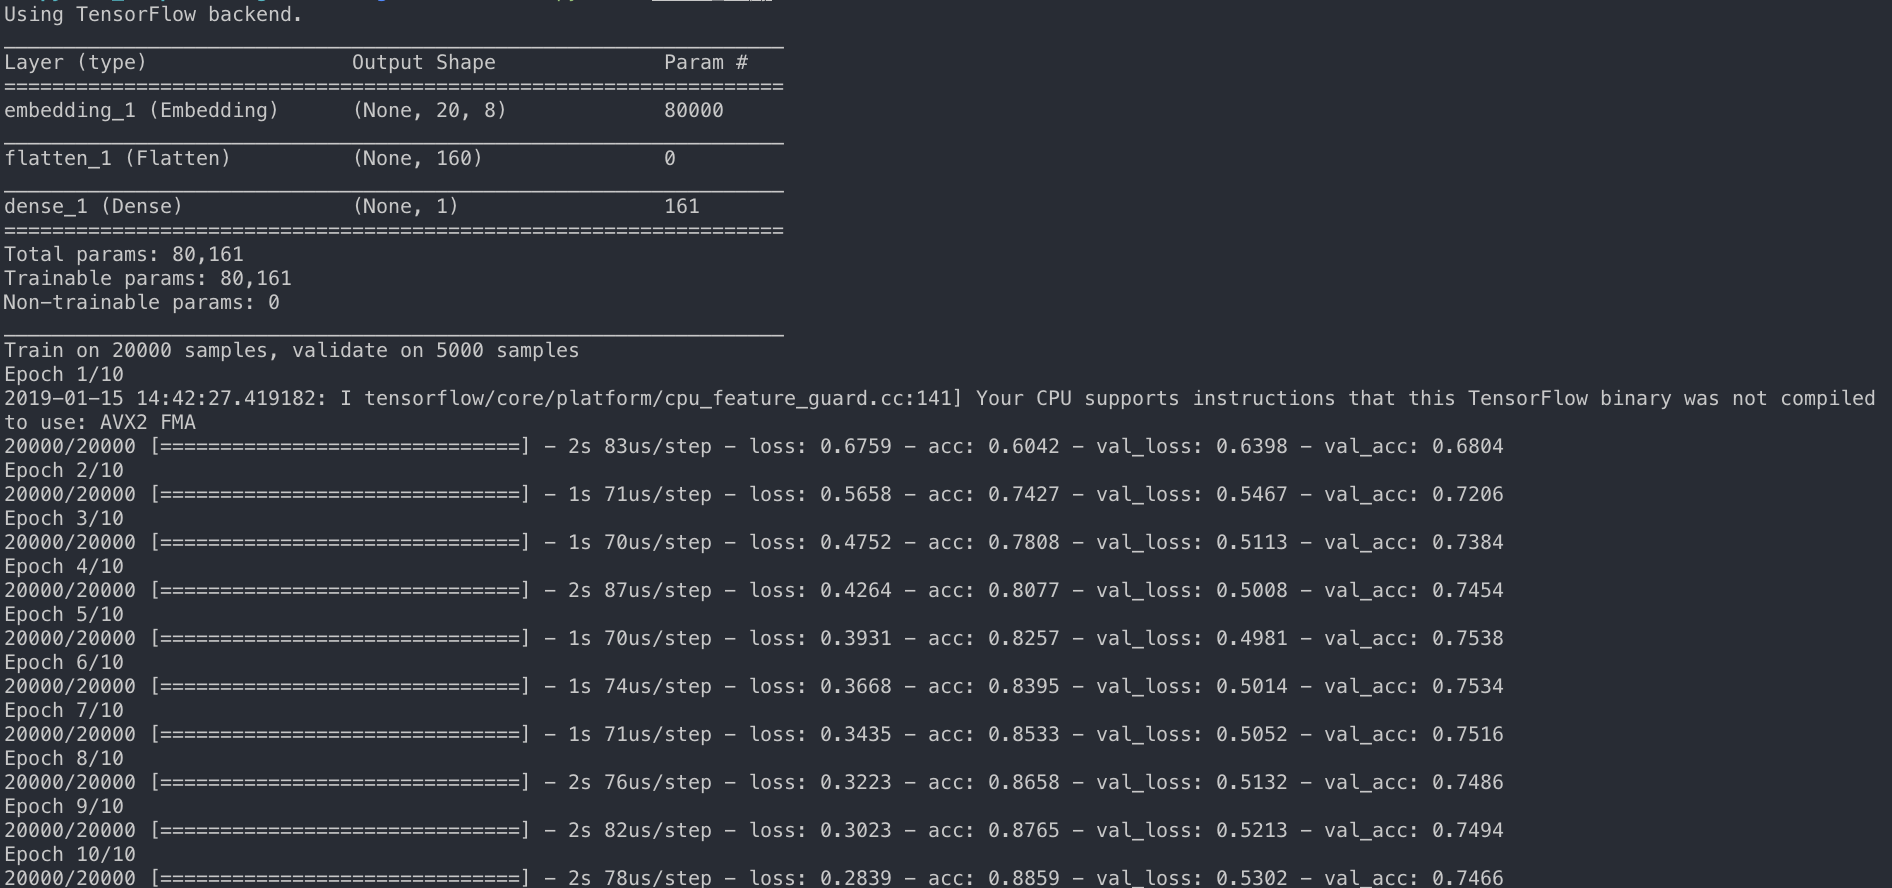 Using TensorFlow backend.
_________________________________________________________________
Layer (type)                 Output Shape              Param #
=================================================================
embedding_1 (Embedding)      (None, 20, 8)             80000
_________________________________________________________________
flatten_1 (Flatten)          (None, 160)               0
_________________________________________________________________
dense_1 (Dense)              (None, 1)                 161
=================================================================
Total params: 80,161
Trainable params: 80,161
Non-trainable params: 0
_________________________________________________________________
Train on 20000 samples, validate on 5000 samples
Epoch 1/10
2019-01-15 14:42:27.419182: I tensorflow/core/platform/cpu_feature_guard.cc:141] Your CPU supports instructions that this TensorFlow binary was not compiled
to use: AVX2 FMA
20000/20000 [==============================] - 2s 83us/step - loss: 0.6759 - acc: 0.6042 - val_loss: 0.6398 - val_acc: 0.6804
Epoch 2/10
20000/20000 [==============================] - 1s 71us/step - loss: 0.5658 - acc: 0.7427 - val_loss: 0.5467 - val_acc: 0.7206
Epoch 3/10
20000/20000 [==============================] - 1s 70us/step - loss: 0.4752 - acc: 0.7808 - val_loss: 0.5113 - val_acc: 0.7384
Epoch 4/10
20000/20000 [==============================] - 2s 87us/step - loss: 0.4264 - acc: 0.8077 - val_loss: 0.5008 - val_acc: 0.7454
Epoch 5/10
20000/20000 [==============================] - 1s 70us/step - loss: 0.3931 - acc: 0.8257 - val_loss: 0.4981 - val_acc: 0.7538
Epoch 6/10
20000/20000 [==============================] - 1s 74us/step - loss: 0.3668 - acc: 0.8395 - val_loss: 0.5014 - val_acc: 0.7534
Epoch 7/10
20000/20000 [==============================] - 1s 71us/step - loss: 0.3435 - acc: 0.8533 - val_loss: 0.5052 - val_acc: 0.7516
Epoch 8/10
20000/20000 [==============================] - 2s 76us/step - loss: 0.3223 - acc: 0.8658 - val_loss: 0.5132 - val_acc: 0.7486
Epoch 9/10
20000/20000 [==============================] - 2s 82us/step - loss: 0.3023 - acc: 0.8765 - val_loss: 0.5213 - val_acc: 0.7494
Epoch 10/10
20000/20000 [==============================] - 2s 78us/step - loss: 0.2839 - acc: 0.8859 - val_loss: 0.5302 - val_acc: 0.7466